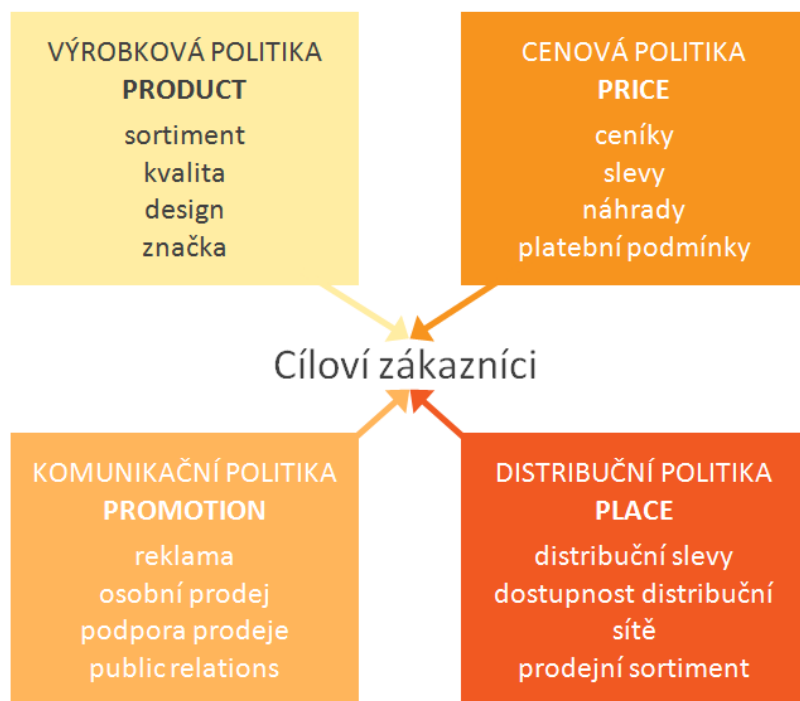 VÝROBKOVÁ POLITIKA
PRODUCT
sortiment
kvalita
design
značka
CENOVÁ POLITIKA
PRICE
ceníky
slevy
náhrady
platební podmínky
Cíloví zákazníci
KOMUNIKAČNÍ POLITIKA
PROMOTION
reklama
osobní prodej
podpora prodeje
public relations
DISTRIBUČNÍ POLITIKA
PLACE
distribuční slevy
dostupnost distribuční
sítě
prodejní sortiment